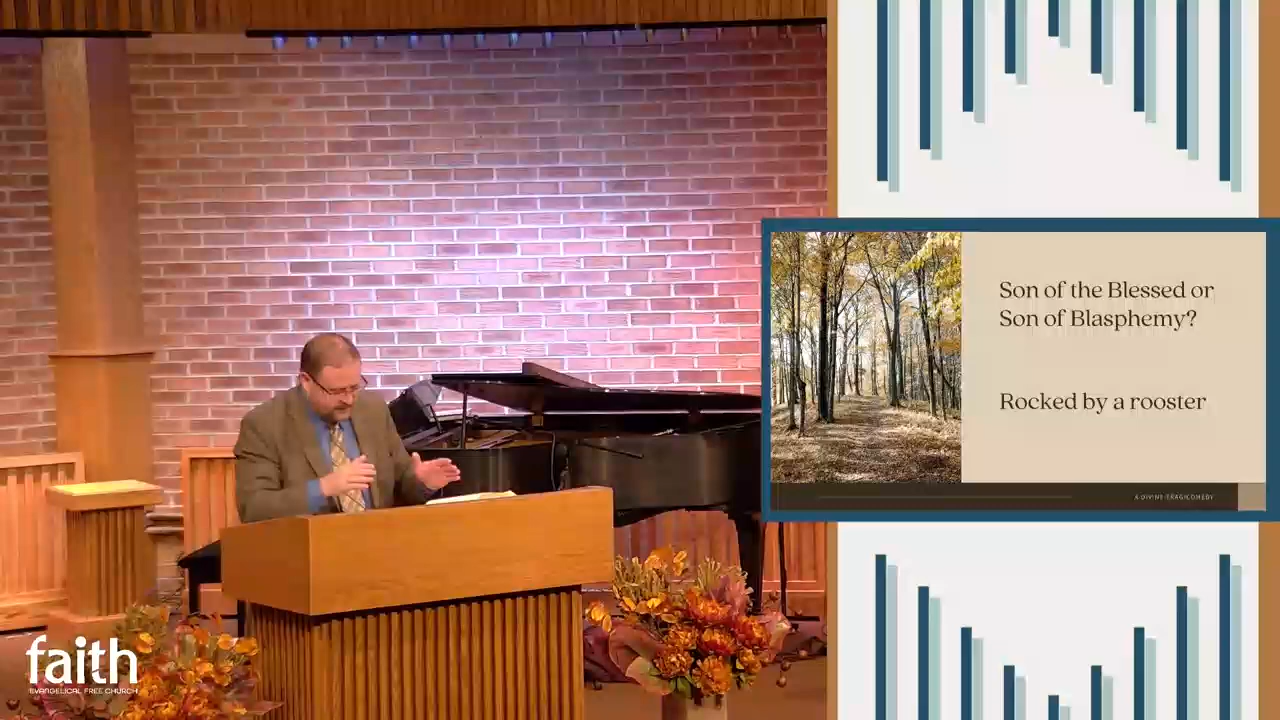 Son of the Blessed or
Son of Blasphemy?
Rocked by a rooster
A DIVINE TRAGICOMEDY
faith
EVANGELICAL FREE CHURCH